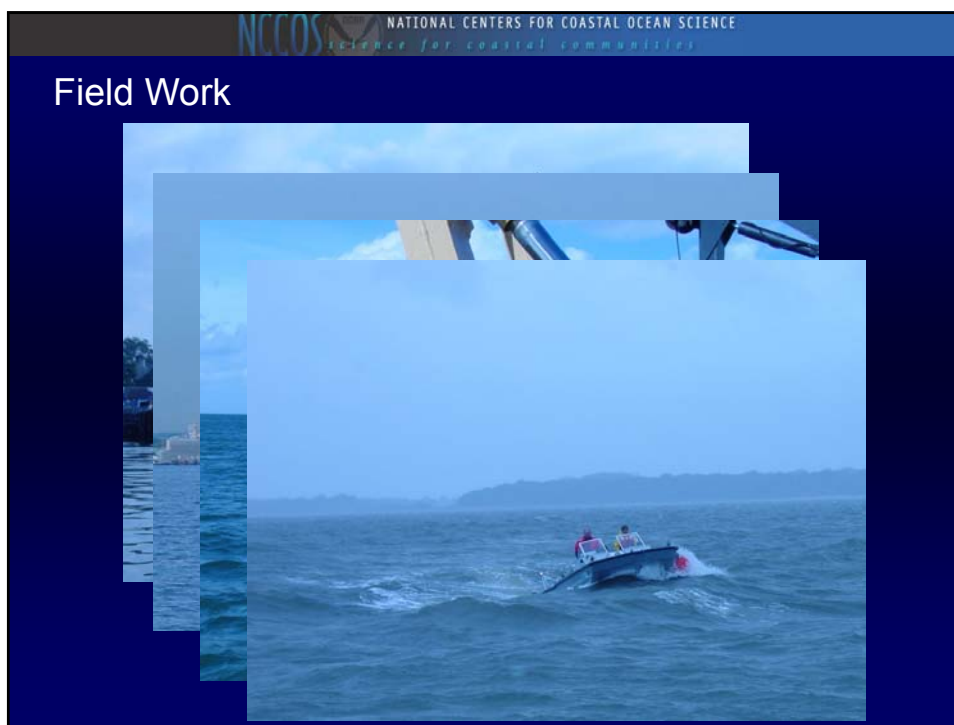 NCCOS
NATIONAL CENTERS FOR COASTAL OCEAN SCIENCE
science for coastal communities
Field Work